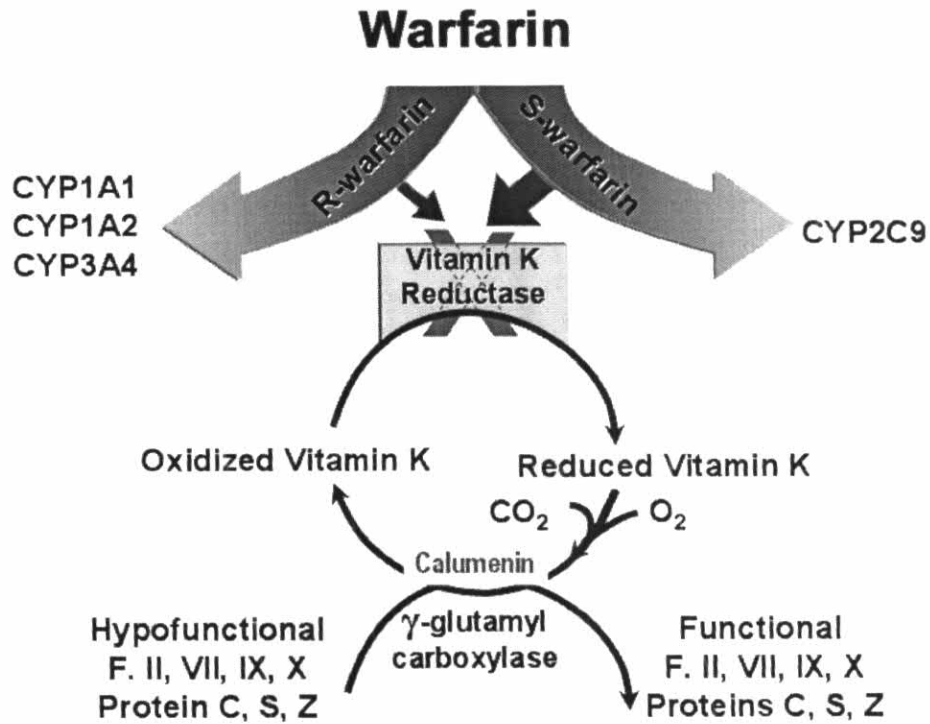 Warfarin
R-warfarin
S-warfarin
CYP1A1
CYP1A2
CYP3A4
CYP2C9
Vitamin K
Reductase
Oxidized Vitamin K
Reduced Vitamin K
CO₂
O₂
Calumenin
γ-glutamyl
carboxylase
Hypofunctional
F. II, VII, IX, X
Protein C, S, Z
Functional
F. II, VII, IX, X
Proteins C, S, Z